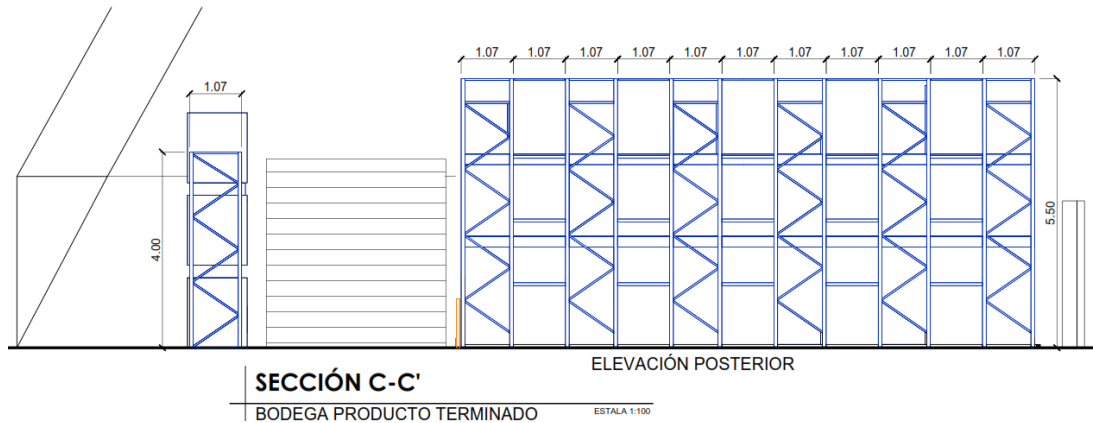 1.07 1.07 1.07 1.07 1.07 1.07 1.07 1.07 1.07 1.07 1.07
1.07
4.00
5.50
ELEVACIÓN POSTERIOR
SECCIÓN C-C'
BODEGA PRODUCTO TERMINADO
ESTALA 1:100